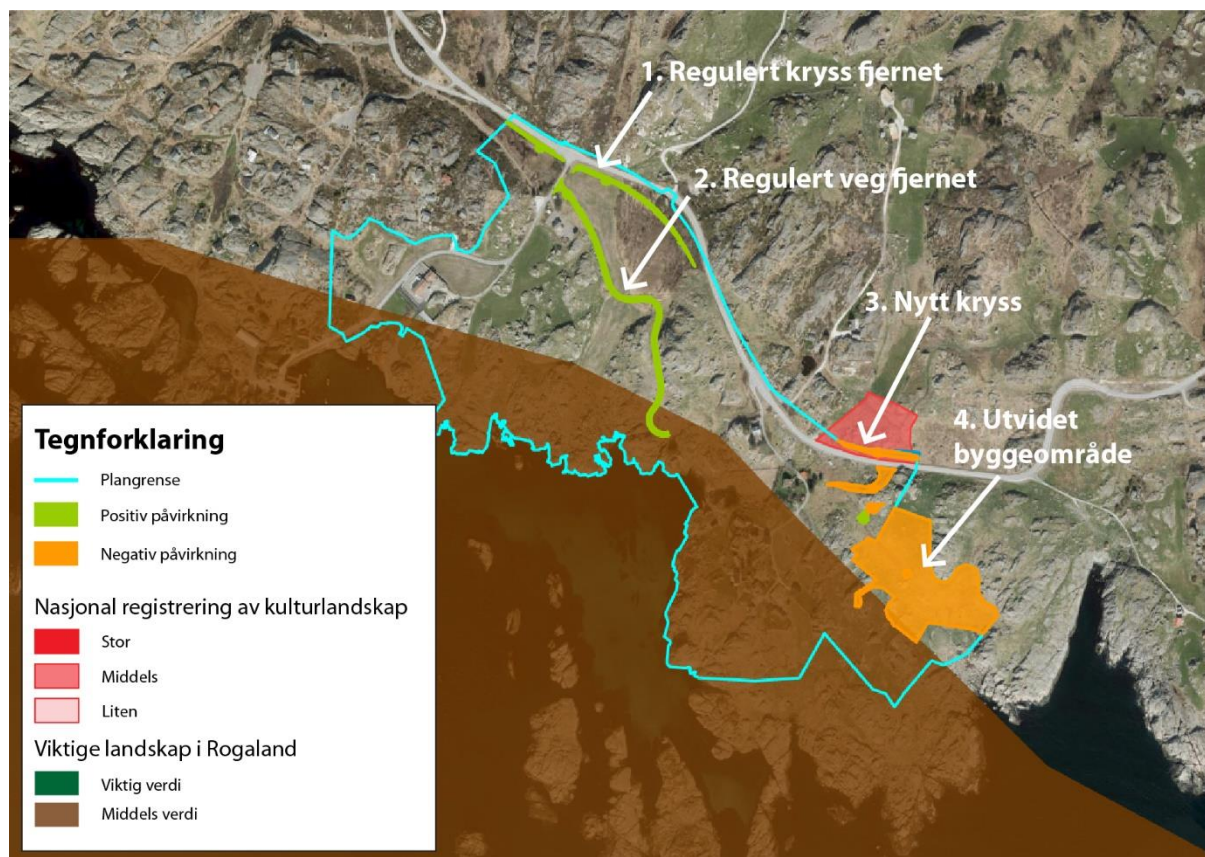 1. Regulert kryss fjernet
2. Regulert veg fjernet
3. Nytt kryss
4. Utvidet
byggeområde
Tegnforklaring
Plangrense
Positiv påvirkning
Negativ påvirkning
Nasjonal registrering av kulturlandskap
Stor
Middels
Liten
Viktige landskap i Rogaland
Viktig verdi
Middels verdi